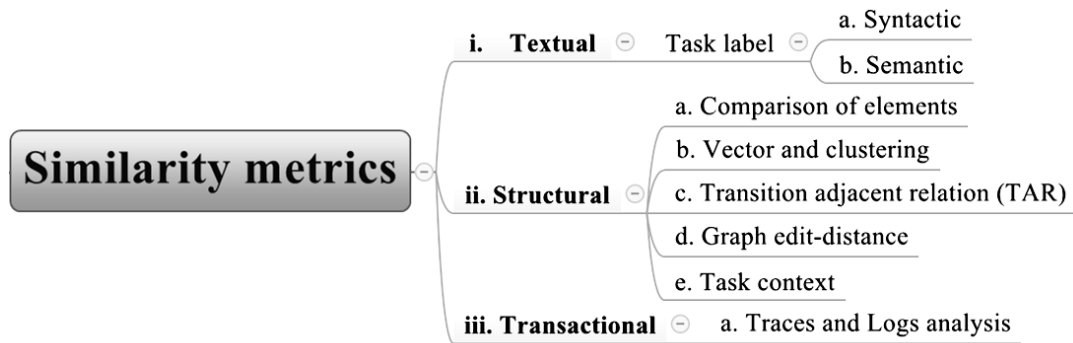 Similarity metrics
i. Textual
Task label
a. Syntactic
b. Semantic
ii. Structural
a. Comparison of elements
b. Vector and clustering
c. Transition adjacent relation (TAR)
d. Graph edit-distance
e. Task context
iii. Transactional
a. Traces and Logs analysis